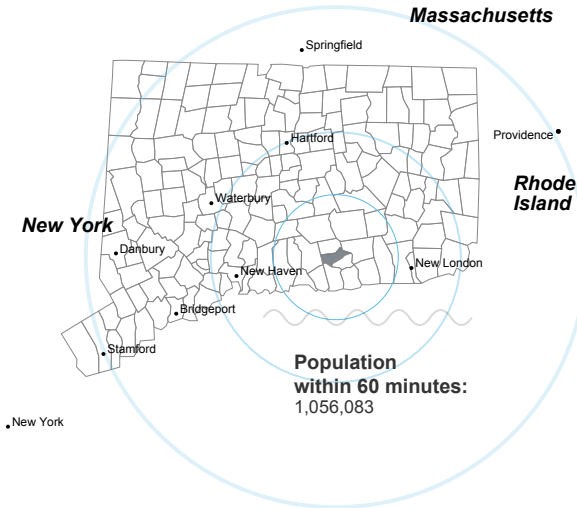 Massachusetts
Springfield
Providence
Hartford
Rhode
Island
Waterbury
New York
Danbury
New Haven
New London
Bridgeport
Stamford
Population
within 60 minutes:
1,056,083
New York